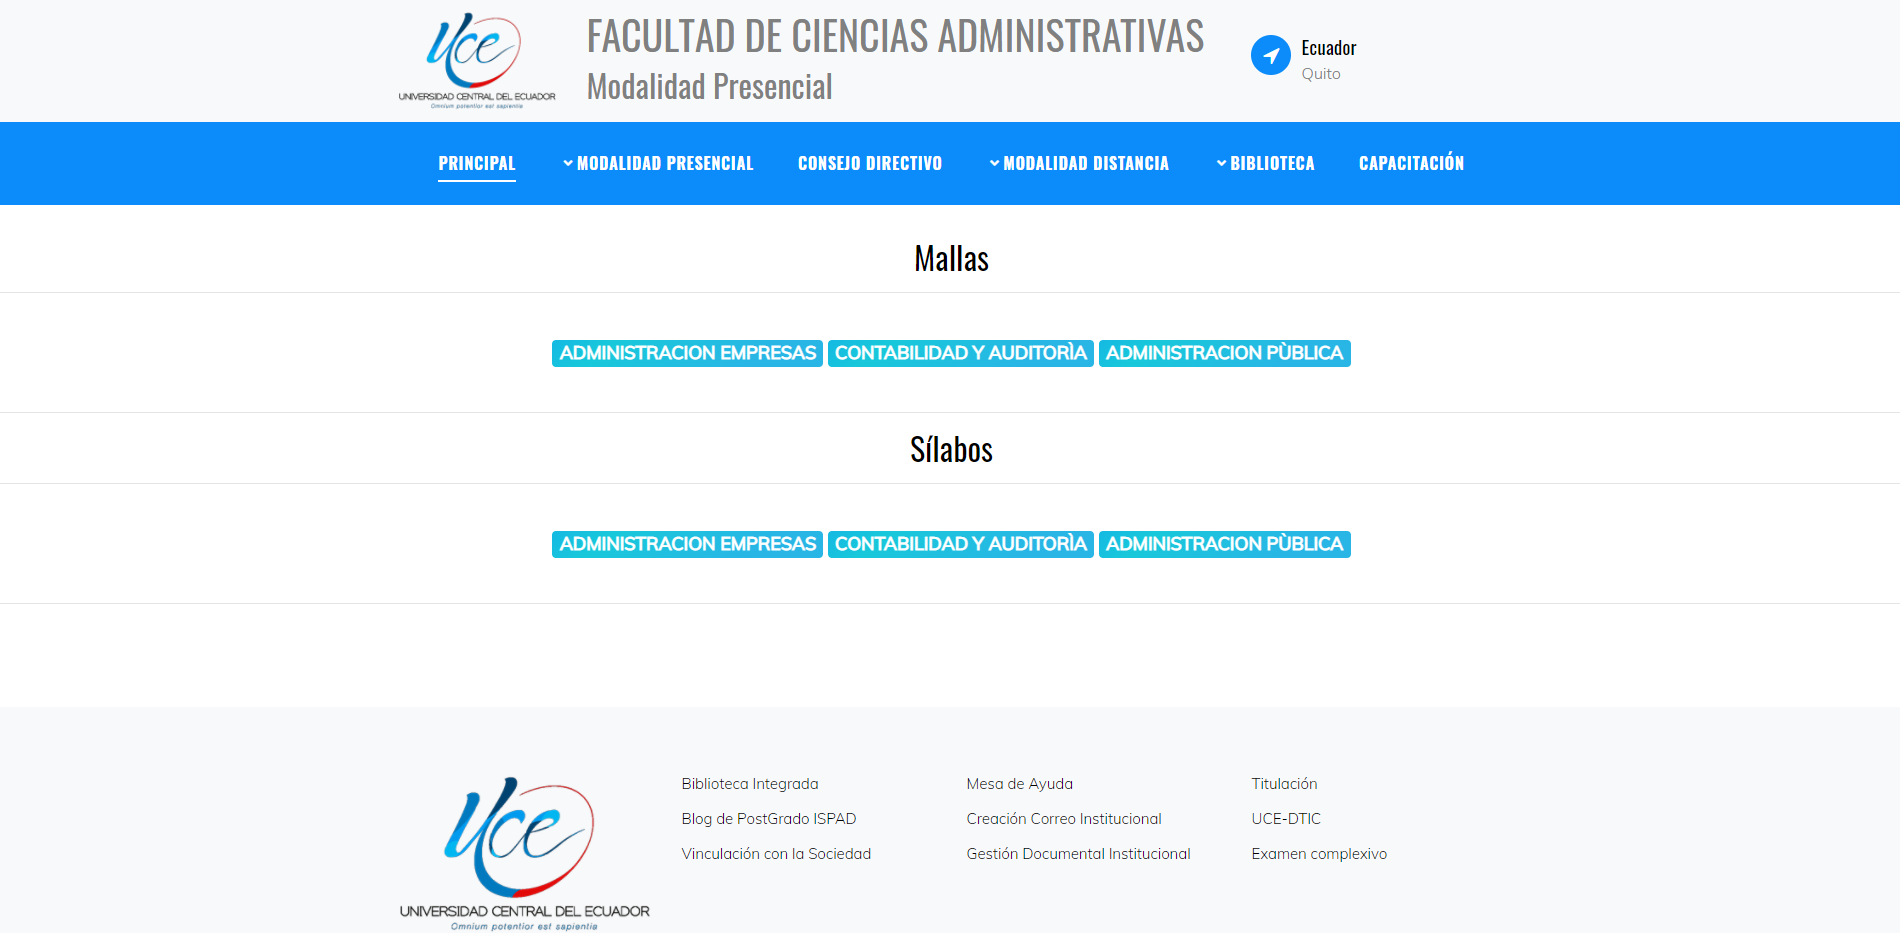 Uce
UNIVERSIDAD CENTRAL DEL ECUADOR
Omnium potentior est sapientia
FACULTAD DE CIENCIAS ADMINISTRATIVAS
Modalidad Presencial
Ecuador
Quito
PRINCIPAL MODALIDAD PRESENCIAL CONSEJO DIRECTIVO MODALIDAD DISTANCIA BIBLIOTECA CAPACITACIÓN
Mallas
ADMINISTRACION EMPRESAS CONTABILIDAD Y AUDITORÌA ADMINISTRACION PÙBLICA
Sílabos
ADMINISTRACION EMPRESAS CONTABILIDAD Y AUDITORÌA ADMINISTRACION PÙBLICA
Uce
UNIVERSIDAD CENTRAL DEL ECUADOR
Omnium potentior est sapientia
Biblioteca Integrada
Blog de PostGrado ISPAD
Vinculación con la Sociedad
Mesa de Ayuda
Creación Correo Institucional
Gestión Documental Institucional
Titulación
UCE-DTIC
Examen complexivo